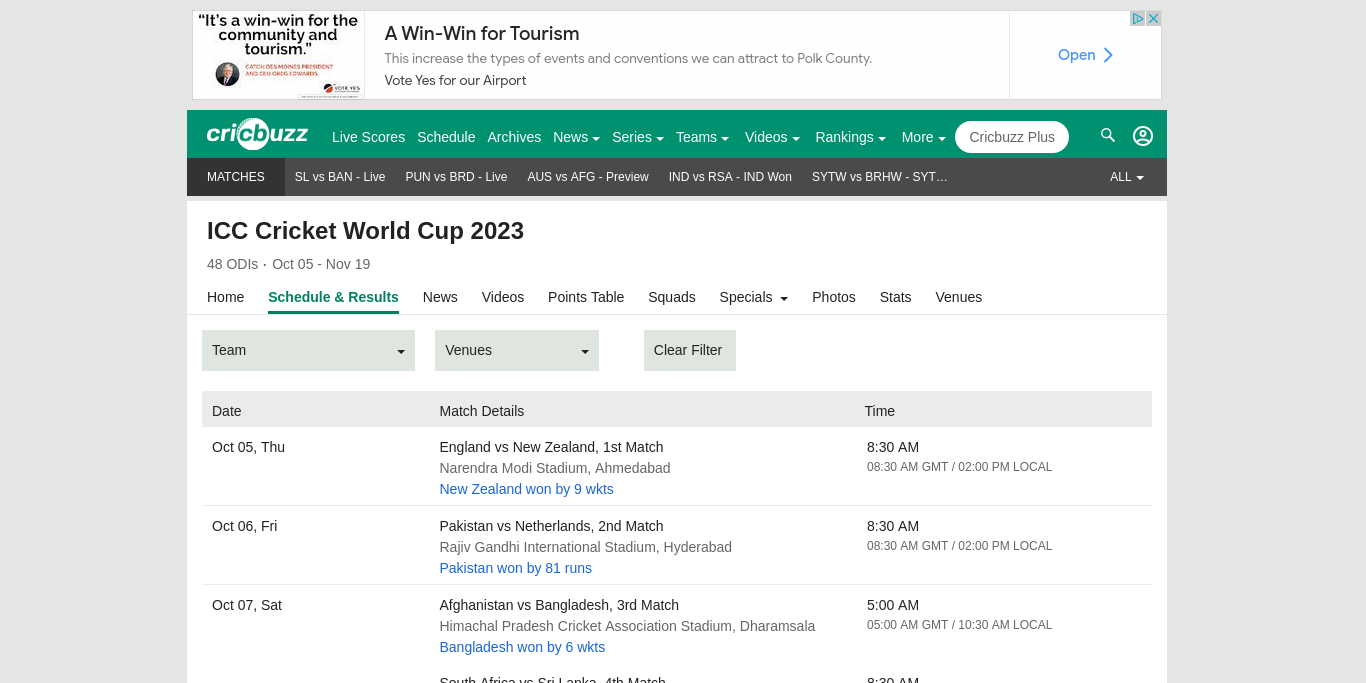 “It’s a win-win for the
community and
tourism.”
CATCH DES MOINES PRESIDENT
AND CEO GREG EDWARDS
VOTE YES
A Win-Win for Tourism
This increase the types of events and conventions we can attract to Polk County.
Vote Yes for our Airport
Open
cricbuzz
Live Scores Schedule Archives News Series Teams Videos Rankings More Cricbuzz Plus
MATCHES SL vs BAN - Live PUN vs BRD - Live AUS vs AFG - Preview IND vs RSA - IND Won SYTW vs BRHW - SYT… ALL
ICC Cricket World Cup 2023
48 ODIs · Oct 05 - Nov 19
Home Schedule & Results News Videos Points Table Squads Specials Photos Stats Venues
Team Venues Clear Filter
Date Match Details Time
Oct 05, Thu England vs New Zealand, 1st Match 8:30 AM
Narendra Modi Stadium, Ahmedabad 08:30 AM GMT / 02:00 PM LOCAL
New Zealand won by 9 wkts
Oct 06, Fri Pakistan vs Netherlands, 2nd Match 8:30 AM
Rajiv Gandhi International Stadium, Hyderabad 08:30 AM GMT / 02:00 PM LOCAL
Pakistan won by 81 runs
Oct 07, Sat Afghanistan vs Bangladesh, 3rd Match 5:00 AM
Himachal Pradesh Cricket Association Stadium, Dharamsala 05:00 AM GMT / 10:30 AM LOCAL
Bangladesh won by 6 wkts
South Africa vs Sri Lanka, 4th Match 8:30 AM